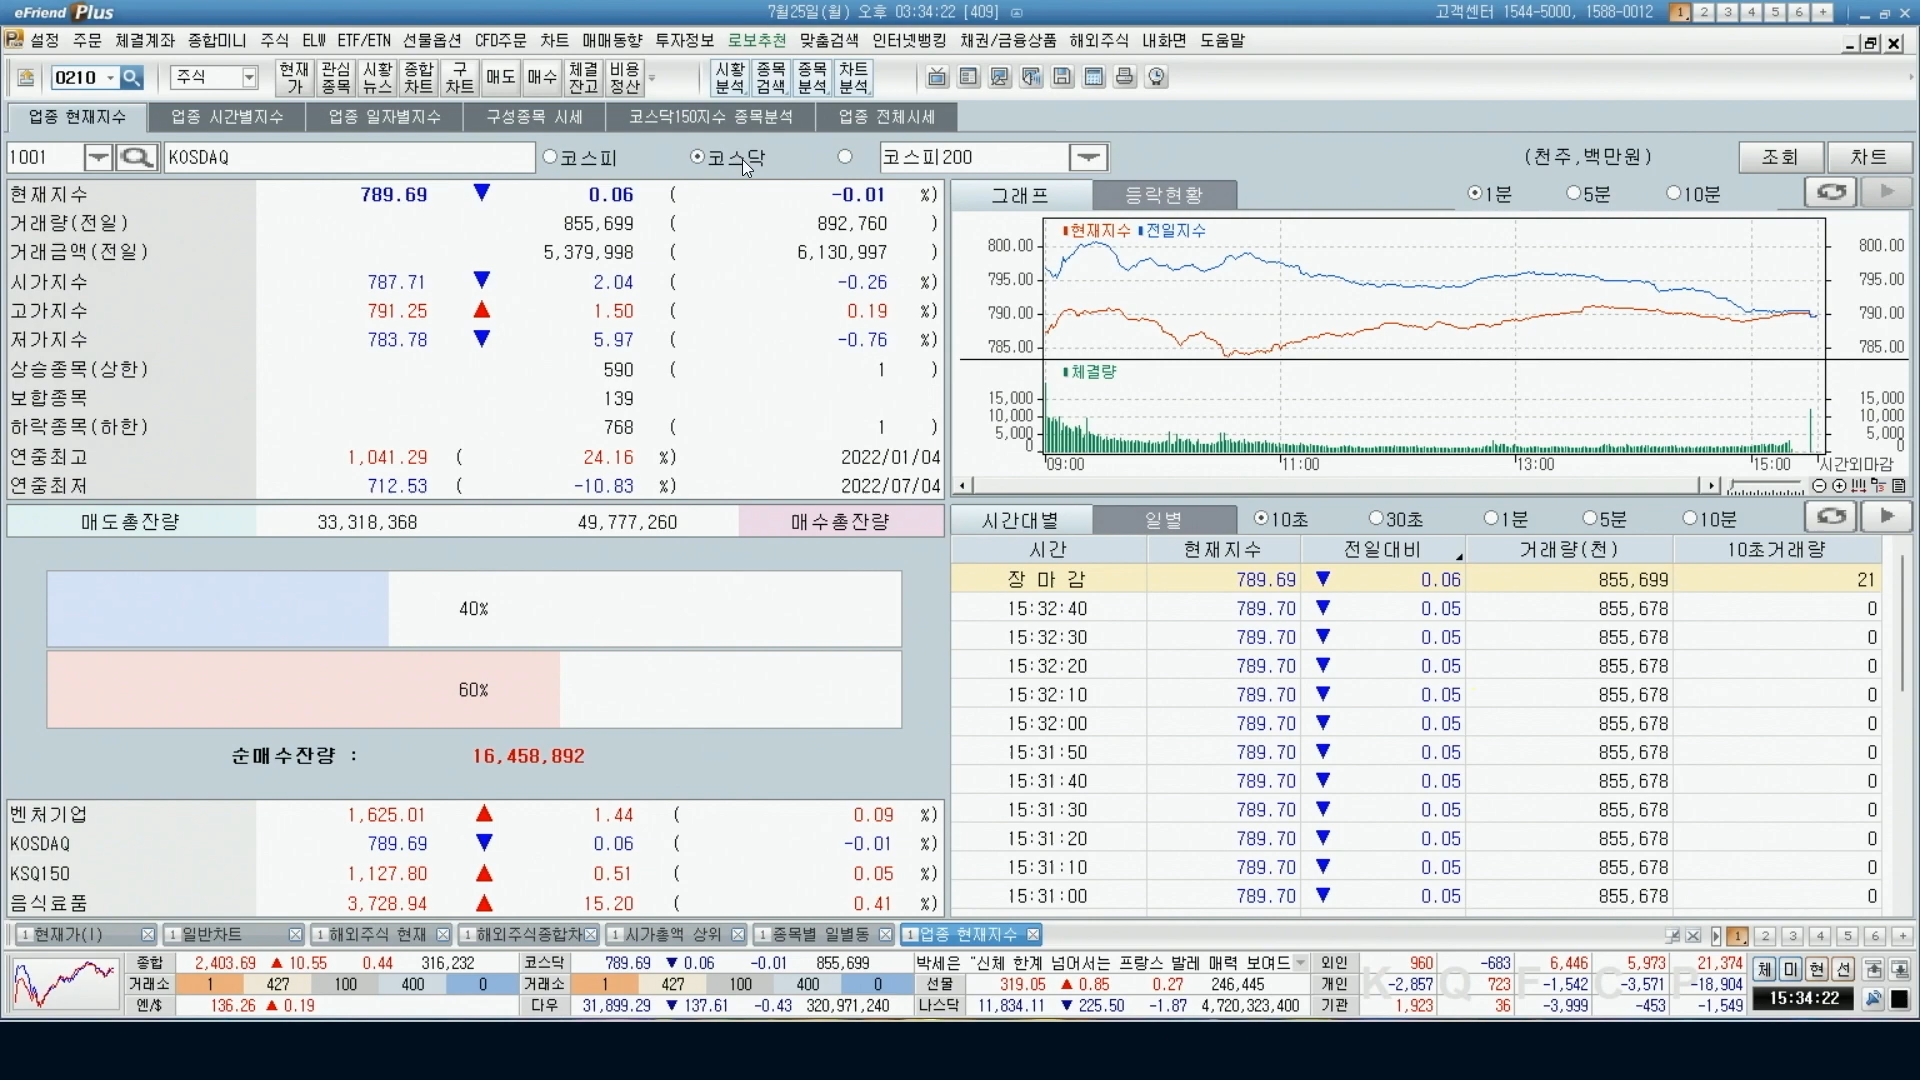 eFriend Plus 7월25일(월) 오후 03:34:22 [409] 고객센터 1544-5000, 1588-0012 1 2 3 4 5 6 +
설정 주문 체결계좌 종합미니 주식 ELW ETF/ETN 선물옵션 CFD주문 차트 매매동향 투자정보 로보추천 맞춤검색 인터넷뱅킹 채권/금융상품 해외주식 내화면 도움말
0210 주식 현재가 관심종목 시황뉴스 종합차트 구차트 매도 매수 체결잔고 비용정산 시황분석 종목검색 종목분석 차트분석
업종 현재지수 업종 시간별지수 업종 일자별지수 구성종목 시세 코스닥150지수 종목분석 업종 전체시세
1001 KOSDAQ 코스피 코스닥 코스피200 (천주,백만원) 조회 차트
현재지수 789.69 ▼ 0.06 ( -0.01 %)
거래량(전일) 855,699 ( 892,760 )
거래금액(전일) 5,379,998 ( 6,130,997 )
시가지수 787.71 ▼ 2.04 ( -0.26 %)
고가지수 791.25 ▲ 1.50 ( 0.19 %)
저가지수 783.78 ▼ 5.97 ( -0.76 %)
상승종목(상한) 590 ( 1 )
보합종목 139
하락종목(하한) 768 ( 1 )
연중최고 1,041.29 ( 24.16 %) 2022/01/04
연중최저 712.53 ( -10.83 %) 2022/07/04
매도총잔량 33,318,368 49,777,260 매수총잔량
40%
60%
순매수잔량 : 16,458,892
벤처기업 1,625.01 ▲ 1.44 ( 0.09 %)
KOSDAQ 789.69 ▼ 0.06 ( -0.01 %)
KSQ150 1,127.80 ▲ 0.51 ( 0.05 %)
음식료품 3,728.94 ▲ 15.20 ( 0.41 %)
그래프 등락현황 1분 5분 10분
현재지수 전일지수
800.00 800.00
795.00 795.00
790.00 790.00
785.00 785.00
체결량
15,000 15,000
10,000 10,000
5,000 5,000
0 0
09:00 11:00 13:00 15:00 시간외마감
시간대별 일별 10초 30초 1분 5분 10분
시간 현재지수 전일대비 거래량(천) 10초거래량
장 마 감 789.69 ▼ 0.06 855,699 21
15:32:40 789.70 ▼ 0.05 855,678 0
15:32:30 789.70 ▼ 0.05 855,678 0
15:32:20 789.70 ▼ 0.05 855,678 0
15:32:10 789.70 ▼ 0.05 855,678 0
15:32:00 789.70 ▼ 0.05 855,678 0
15:31:50 789.70 ▼ 0.05 855,678 0
15:31:40 789.70 ▼ 0.05 855,678 0
15:31:30 789.70 ▼ 0.05 855,678 0
15:31:20 789.70 ▼ 0.05 855,678 0
15:31:10 789.70 ▼ 0.05 855,678 0
15:31:00 789.70 ▼ 0.05 855,678 0
1 현재가(1) 1 일반차트 1 해외주식 현재 1 해외주식종합차 1 시가총액 상위 1 종목별 일별동 1 업종 현재지수 1 2 3 4 5 6 +
종합 2,403.69 ▲ 10.55 0.44 316,232 코스닥 789.69 ▼ 0.06 -0.01 855,699 박세은 "신체 한계 넘어서는 프랑스 발레 매력 보여드 외인 960 -683 6,446 5,973 21,374 체 미 현 선
거래소 1 427 100 400 0 거래소 1 427 100 400 0 선물 319.05 ▲ 0.85 0.27 246,445 개인 -2,857 723 -1,542 -3,571 -18,904
엔/$ 136.26 ▲ 0.19 다우 31,899.29 ▼ 137.61 -0.43 320,971,240 나스닥 11,834.11 ▼ 225.50 -1.87 4,720,323,400 기관 1,923 36 -3,999 -453 -1,549 15:34:22